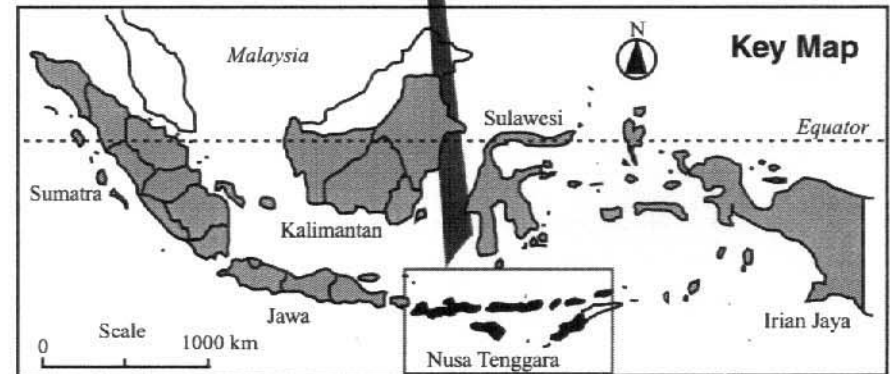 N
Key Map
Malaysia
Sulawesi
Equator
Sumatra
Kalimantan
Jawa
Irian Jaya
Scale
0 1000 km
Nusa Tenggara